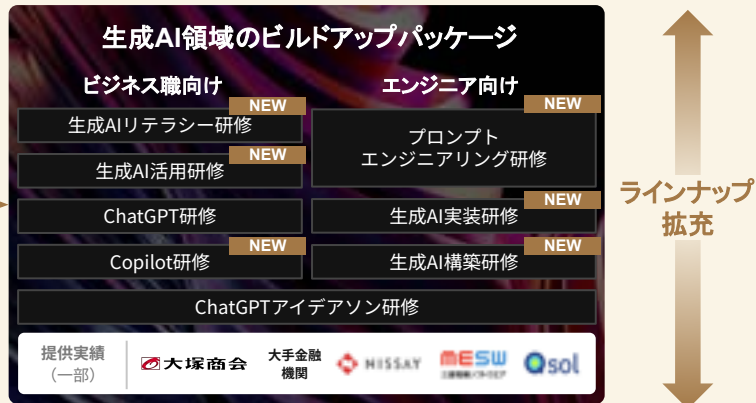 生成AI領域のビルドアップパッケージ
ビジネス職向け
NEW
生成AIリテラシー研修
NEW
生成AI活用研修
ChatGPT研修
NEW
Copilot研修
エンジニア向け
NEW
プロンプト
エンジニアリング研修
NEW
生成AI実装研修
NEW
生成AI構築研修
ChatGPTアイデアソン研修
提供実績
（一部）
大塚商会
大手金融
機関
NISSAY
MESW
Qsol
ラインナップ
拡充